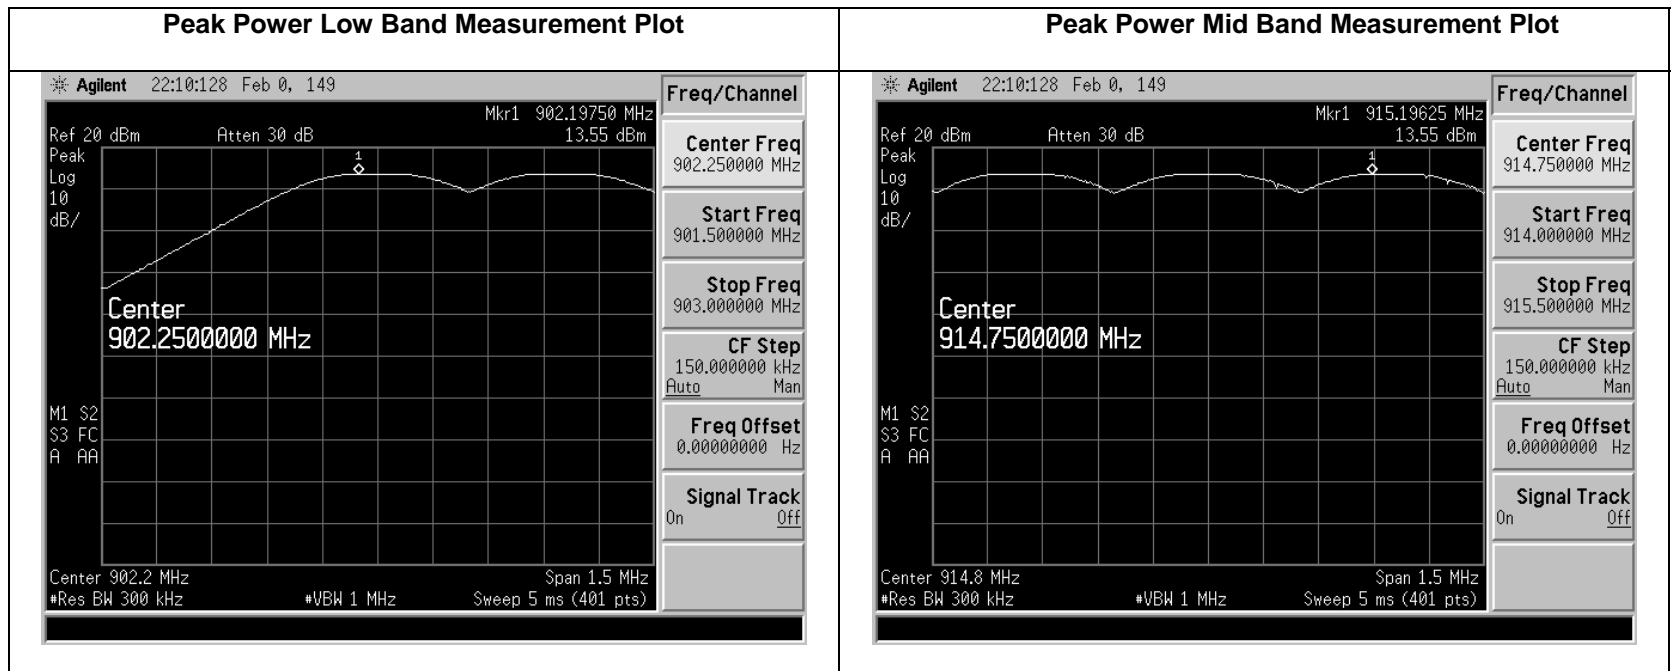 Peak Power Low Band Measurement Plot
Agilent 22:10:128 Feb 0, 149
Mkr1 902.19750 MHz
Ref 20 dBm Atten 30 dB 13.55 dBm
Peak
Log
10
dB/
1
Center
902.2500000 MHz
M1 S2
S3 FC
A AA
Center 902.2 MHz Span 1.5 MHz
#Res BW 300 kHz #VBW 1 MHz Sweep 5 ms (401 pts)
Freq/Channel
Center Freq
902.250000 MHz
Start Freq
901.500000 MHz
Stop Freq
903.000000 MHz
CF Step
150.000000 kHz
Auto Man
Freq Offset
0.00000000 Hz
Signal Track
On Off
Peak Power Mid Band Measurement Plot
Agilent 22:10:128 Feb 0, 149
Mkr1 915.19625 MHz
Ref 20 dBm Atten 30 dB 13.55 dBm
Peak
Log
10
dB/
1
Center
914.7500000 MHz
M1 S2
S3 FC
A AA
Center 914.8 MHz Span 1.5 MHz
#Res BW 300 kHz #VBW 1 MHz Sweep 5 ms (401 pts)
Freq/Channel
Center Freq
914.750000 MHz
Start Freq
914.000000 MHz
Stop Freq
915.500000 MHz
CF Step
150.000000 kHz
Auto Man
Freq Offset
0.00000000 Hz
Signal Track
On Off